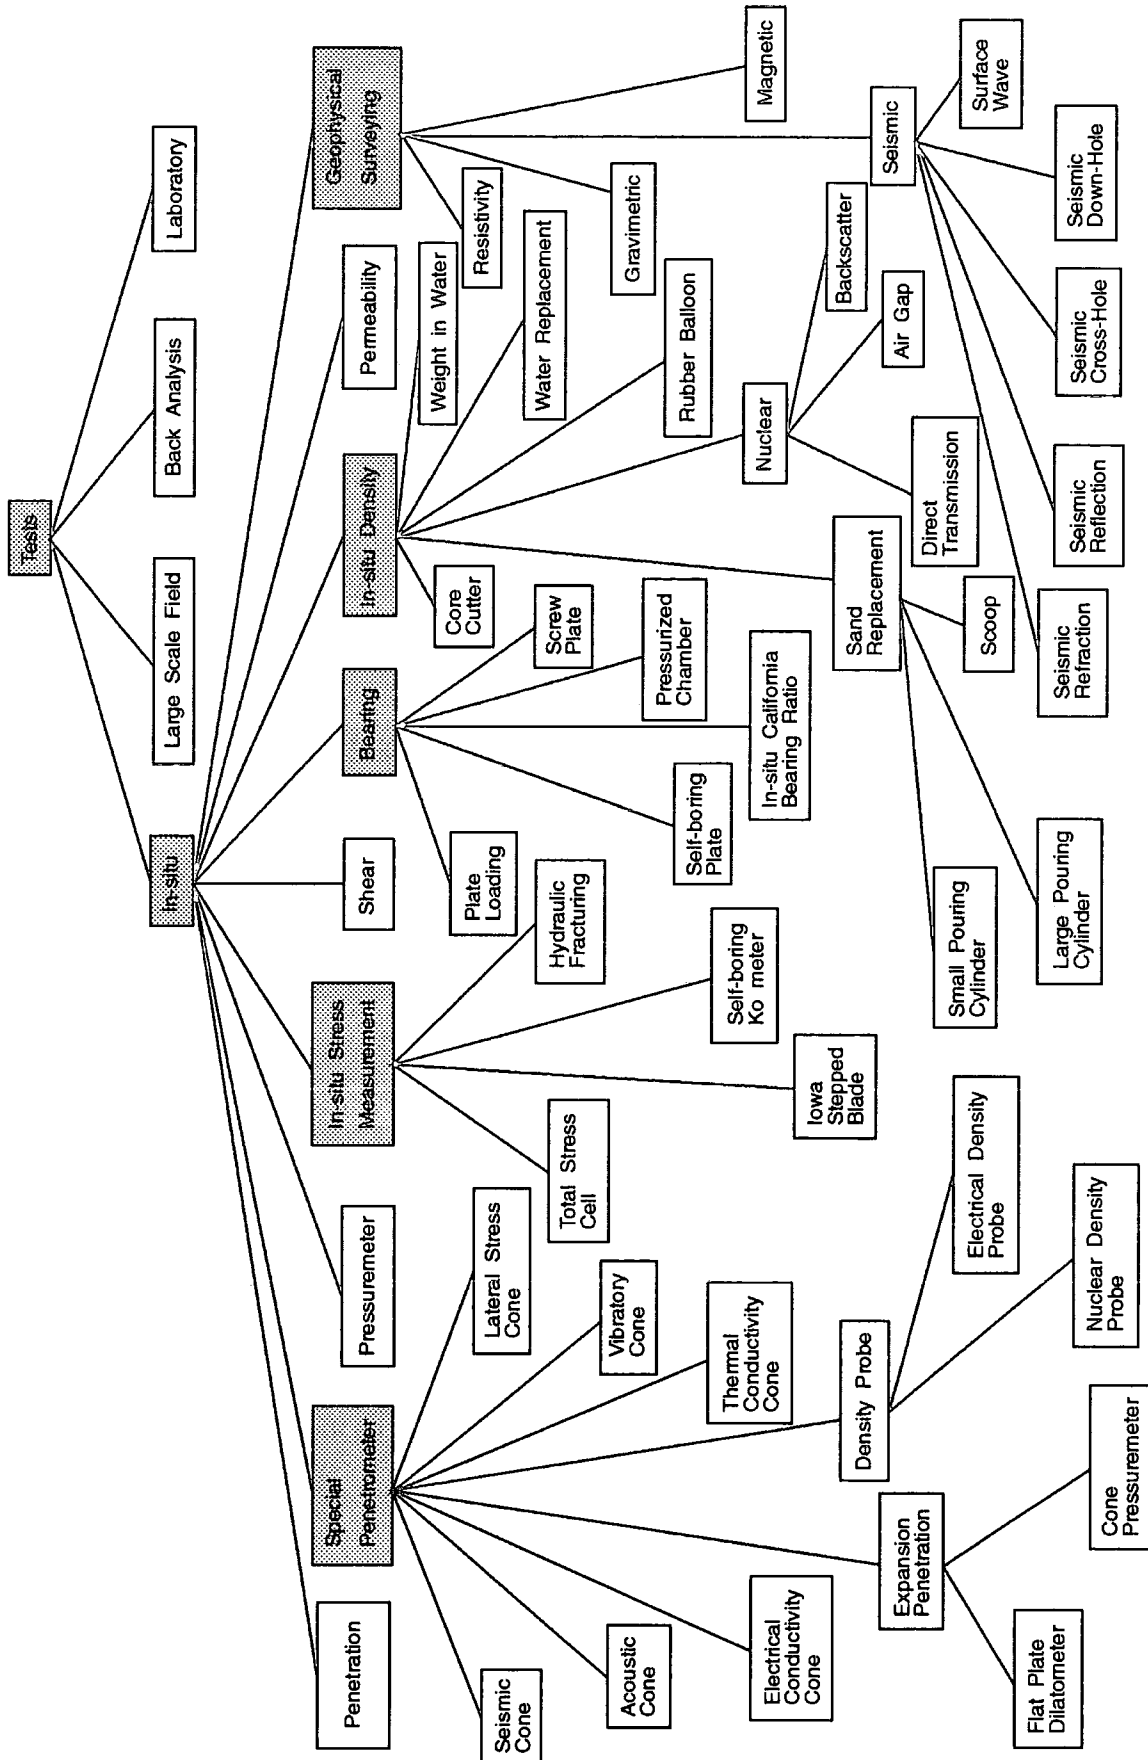 Tests
In-situ
Large Scale Field
Back Analysis
Laboratory
Penetration
Special
Penetrometer
Pressuremeter
In-situ Stress
Measurement
Shear
Bearing
In-situ Density
Permeability
Geophysical
Surveying
Seismic
Cone
Acoustic
Cone
Electrical
Conductivity
Cone
Expansion
Penetration
Flat Plate
Dilatometer
Cone
Pressuremeter
Density Probe
Nuclear Density
Probe
Electrical Density
Probe
Thermal
Conductivity
Cone
Vibratory
Cone
Lateral Stress
Cone
Total Stress
Cell
Iowa
Stepped
Blade
Self-boring
Ko meter
Hydraulic
Fracturing
Plate
Loading
Self-boring
Plate
In-situ California
Bearing Ratio
Pressurized
Chamber
Screw
Plate
Core
Cutter
Sand
Replacement
Small Pouring
Cylinder
Large Pouring
Cylinder
Scoop
Nuclear
Direct
Transmission
Air Gap
Backscatter
Rubber Balloon
Water Replacement
Weight in Water
Resistivity
Gravimetric
Seismic
Seismic
Refraction
Seismic
Reflection
Seismic
Cross-Hole
Seismic
Down-Hole
Surface
Wave
Magnetic